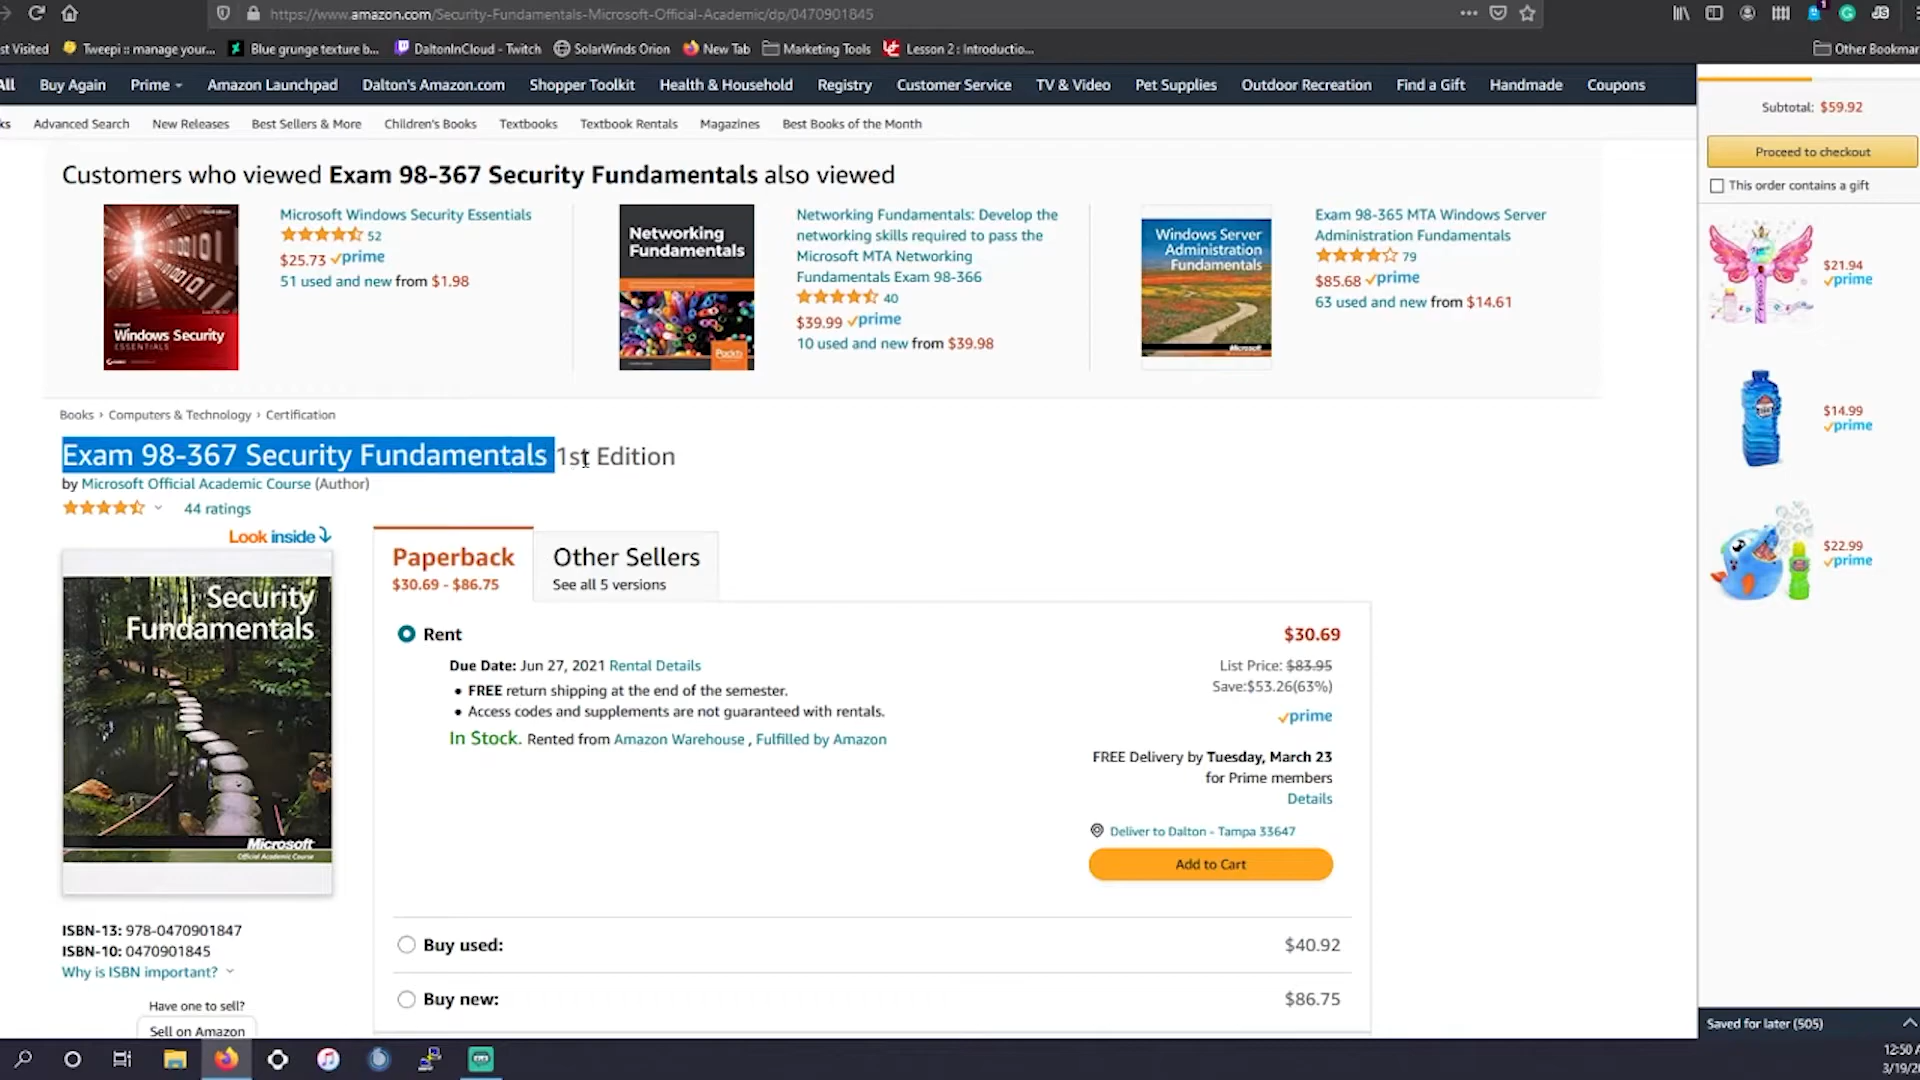 https://www.amazon.com/Security-Fundamentals-Microsoft-Official-Academic/dp/0470901845
st Visited
Tweepi :: manage your...
Blue grunge texture b...
DaltonInCloud - Twitch
SolarWinds Orion
New Tab
Marketing Tools
Lesson 2 : Introductio...
Other Bookmar
All
Buy Again
Prime
Amazon Launchpad
Dalton's Amazon.com
Shopper Toolkit
Health & Household
Registry
Customer Service
TV & Video
Pet Supplies
Outdoor Recreation
Find a Gift
Handmade
Coupons
ks
Advanced Search
New Releases
Best Sellers & More
Children's Books
Textbooks
Textbook Rentals
Magazines
Best Books of the Month
Customers who viewed Exam 98-367 Security Fundamentals also viewed
Windows Security
ESSENTIALS
Microsoft Windows Security Essentials
52
$25.73 prime
51 used and new from $1.98
Networking
Fundamentals
Packt
Networking Fundamentals: Develop the
networking skills required to pass the
Microsoft MTA Networking
Fundamentals Exam 98-366
40
$39.99 prime
10 used and new from $39.98
Windows Server
Administration
Fundamentals
Microsoft
Exam 98-365 MTA Windows Server
Administration Fundamentals
79
$85.68 prime
63 used and new from $14.61
Books › Computers & Technology › Certification
Exam 98-367 Security Fundamentals 1st Edition
by Microsoft Official Academic Course (Author)
44 ratings
Look inside
Security
Fundamentals
Microsoft
Official Academic Course
ISBN-13: 978-0470901847
ISBN-10: 0470901845
Why is ISBN important?
Have one to sell?
Sell on Amazon
Paperback
$30.69 - $86.75
Other Sellers
See all 5 versions
Rent
$30.69
Due Date: Jun 27, 2021 Rental Details
• FREE return shipping at the end of the semester.
• Access codes and supplements are not guaranteed with rentals.
In Stock. Rented from Amazon Warehouse , Fulfilled by Amazon
List Price: $83.95
Save:$53.26(63%)
prime
FREE Delivery by Tuesday, March 23
for Prime members
Details
Deliver to Dalton - Tampa 33647
Add to Cart
Buy used:
$40.92
Buy new:
$86.75
Subtotal: $59.92
Proceed to checkout
This order contains a gift
$21.94
prime
$14.99
prime
$22.99
prime
Saved for later (505)
12:50 A
3/19/20